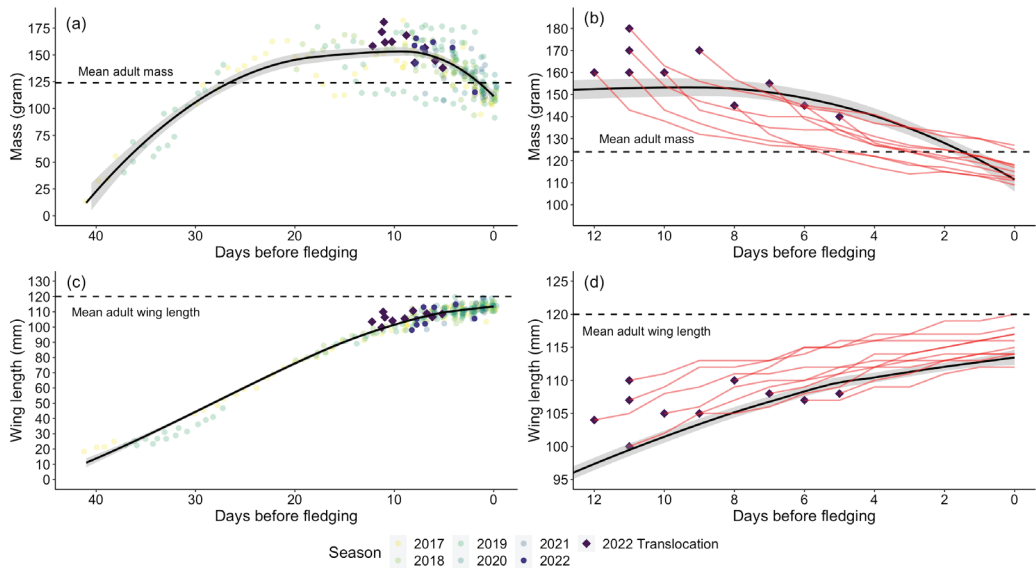 (a)
175
150
125
100
75
50
25
0
Mean adult mass
Mass (gram)
40 30 20 10 0
Days before fledging
(b)
180
170
160
150
140
130
120
110
100
Mean adult mass
Mass (gram)
12 10 8 6 4 2 0
Days before fledging
(c)
130
120
110
100
90
80
70
60
50
40
30
20
10
0
Mean adult wing length
Wing length (mm)
40 30 20 10 0
Days before fledging
(d)
125
120
115
110
105
100
95
Mean adult wing length
Wing length (mm)
12 10 8 6 4 2 0
Days before fledging
Season
2017 2019 2021 2022 Translocation
2018 2020 2022